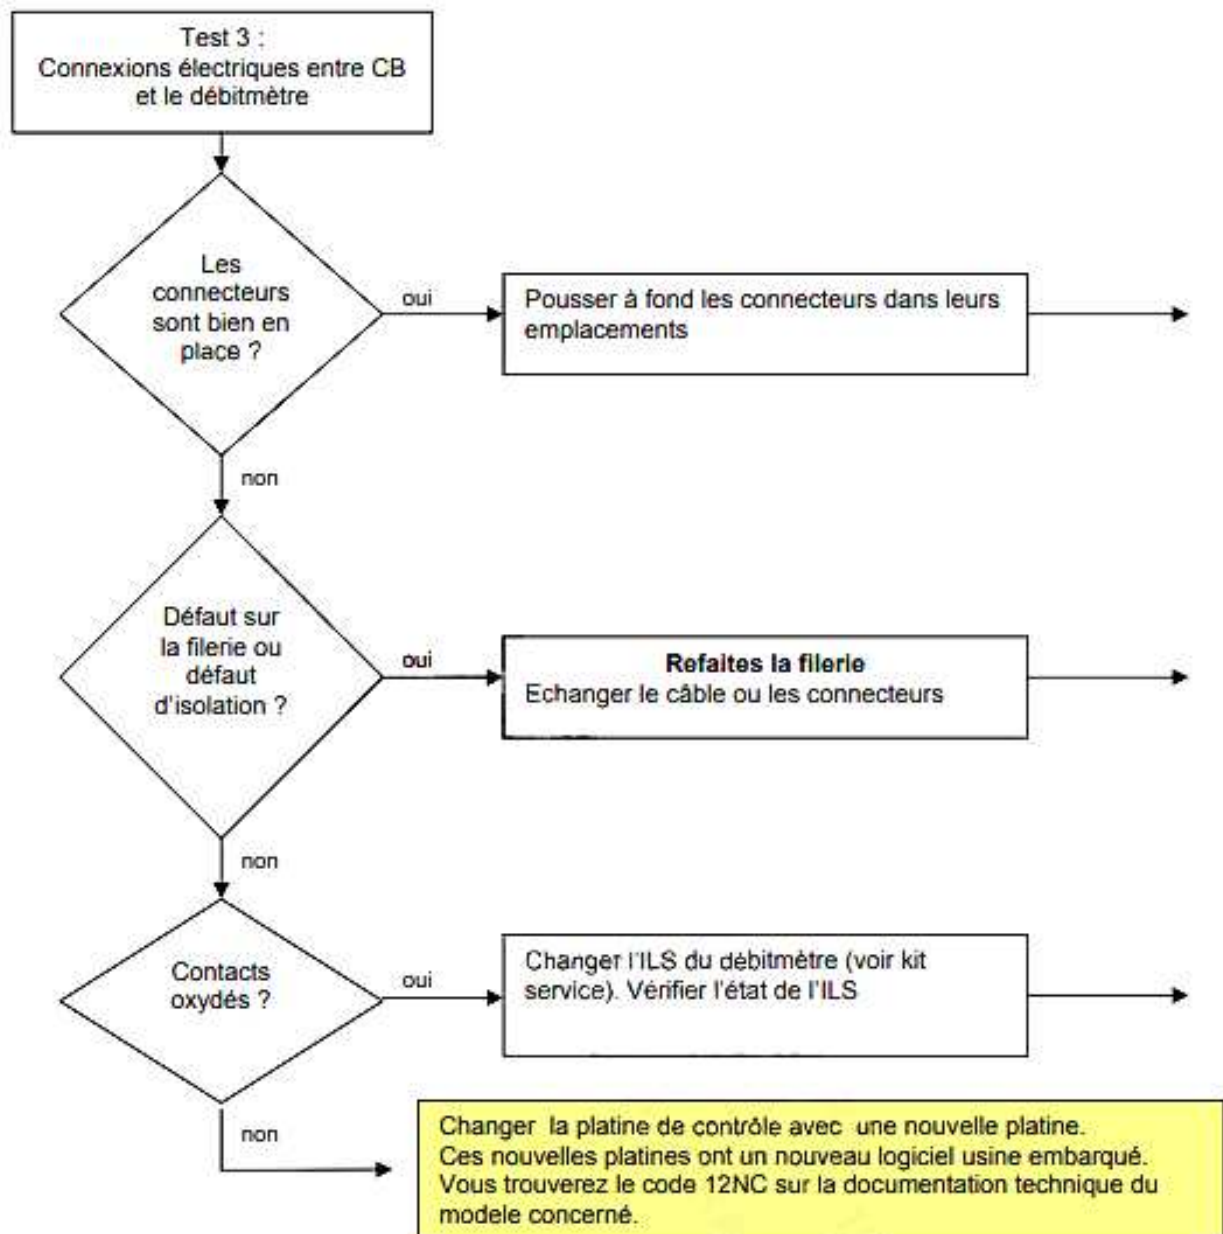 Test 3 :
Connexions électriques entre CB
et le débitmètre
Les
connecteurs
sont bien en
place ?
oui
Pousser à fond les connecteurs dans leurs
emplacements
non
Défaut sur
la filerie ou
défaut
d'isolation ?
oui
Refaites la filerie
Echanger le câble ou les connecteurs
non
Contacts
oxydés ?
oui
Changer l'ILS du débitmètre (voir kit
service). Vérifier l'état de l'ILS
non
Changer la platine de contrôle avec une nouvelle platine.
Ces nouvelles platines ont un nouveau logiciel usine embarqué.
Vous trouverez le code 12NC sur la documentation technique du
modele concerné.